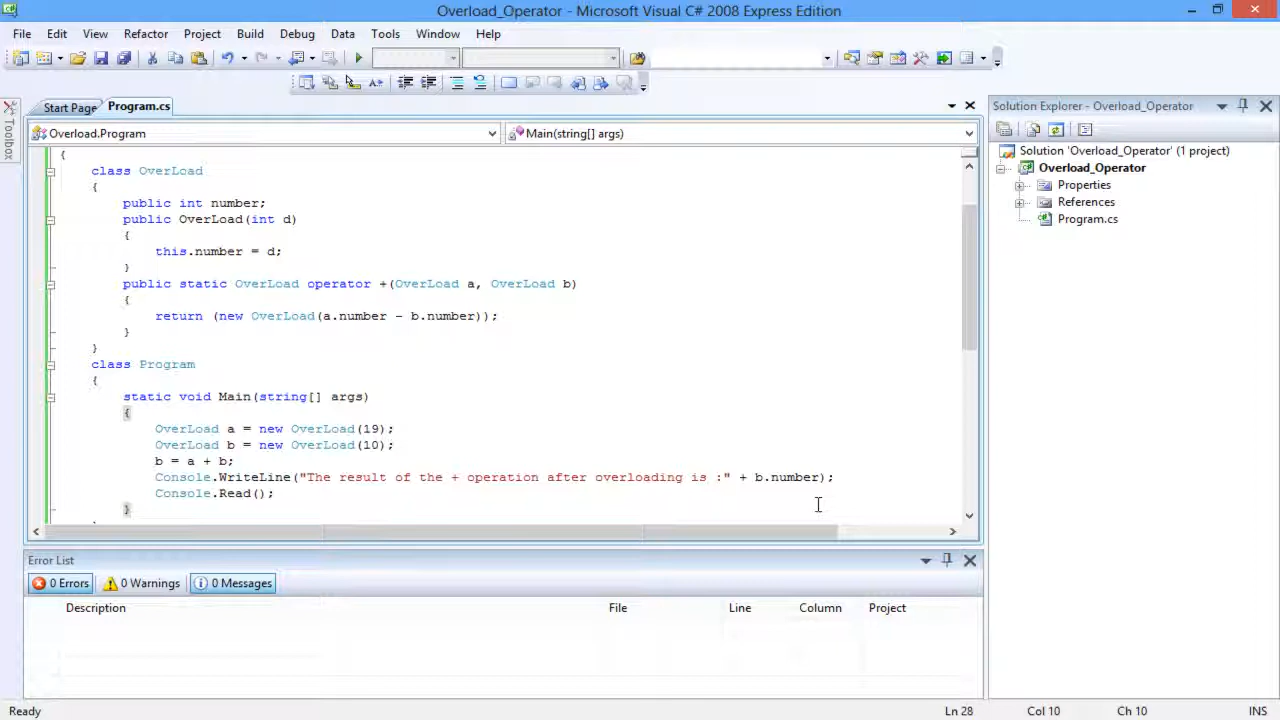 Overload_Operator - Microsoft Visual C# 2008 Express Edition
File Edit View Refactor Project Build Debug Data Tools Window Help
Start Page Program.cs
Overload.Program Main(string[] args)
Toolbox
{
class OverLoad
{
public int number;
public OverLoad(int d)
{
this.number = d;
}
public static OverLoad operator +(OverLoad a, OverLoad b)
{
return (new OverLoad(a.number - b.number));
}
}
class Program
{
static void Main(string[] args)
{
OverLoad a = new OverLoad(19);
OverLoad b = new OverLoad(10);
b = a + b;
Console.WriteLine("The result of the + operation after overloading is :" + b.number);
Console.Read();
}
Solution Explorer - Overload_Operator
Solution 'Overload_Operator' (1 project)
Overload_Operator
Properties
References
Program.cs
Error List
0 Errors 0 Warnings 0 Messages
Description File Line Column Project
Ready Ln 28 Col 10 Ch 10 INS